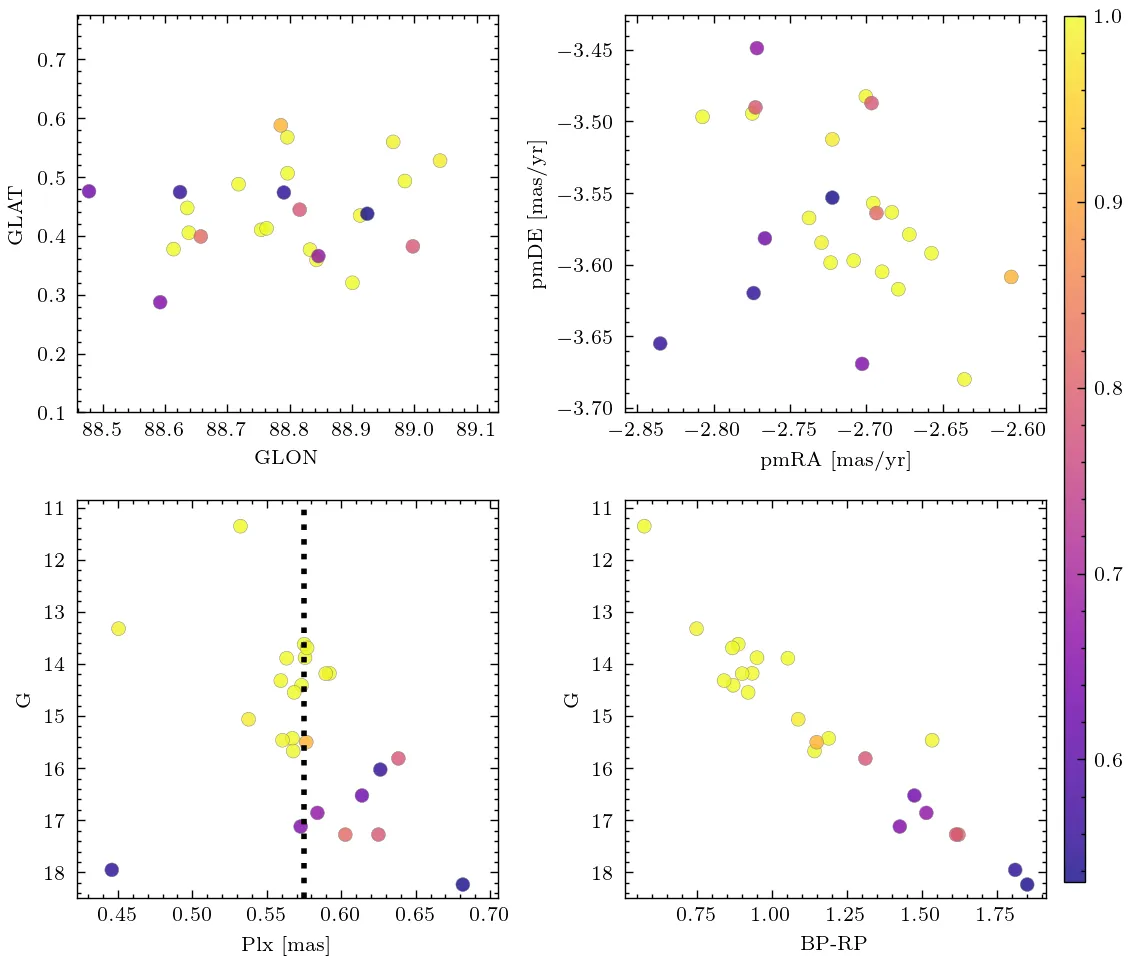 0.7
0.6
0.5
0.4
0.3
0.2
0.1
GLAT
88.5 88.6 88.7 88.8 88.9 89.0 89.1
GLON
−3.45
−3.50
−3.55
−3.60
−3.65
−3.70
pmDE [mas/yr]
−2.85 −2.80 −2.75 −2.70 −2.65 −2.60
pmRA [mas/yr]
1.0
0.9
0.8
0.7
0.6
11
12
13
14
15
16
17
18
G
0.45 0.50 0.55 0.60 0.65 0.70
Plx [mas]
11
12
13
14
15
16
17
18
G
0.75 1.00 1.25 1.50 1.75
BP-RP